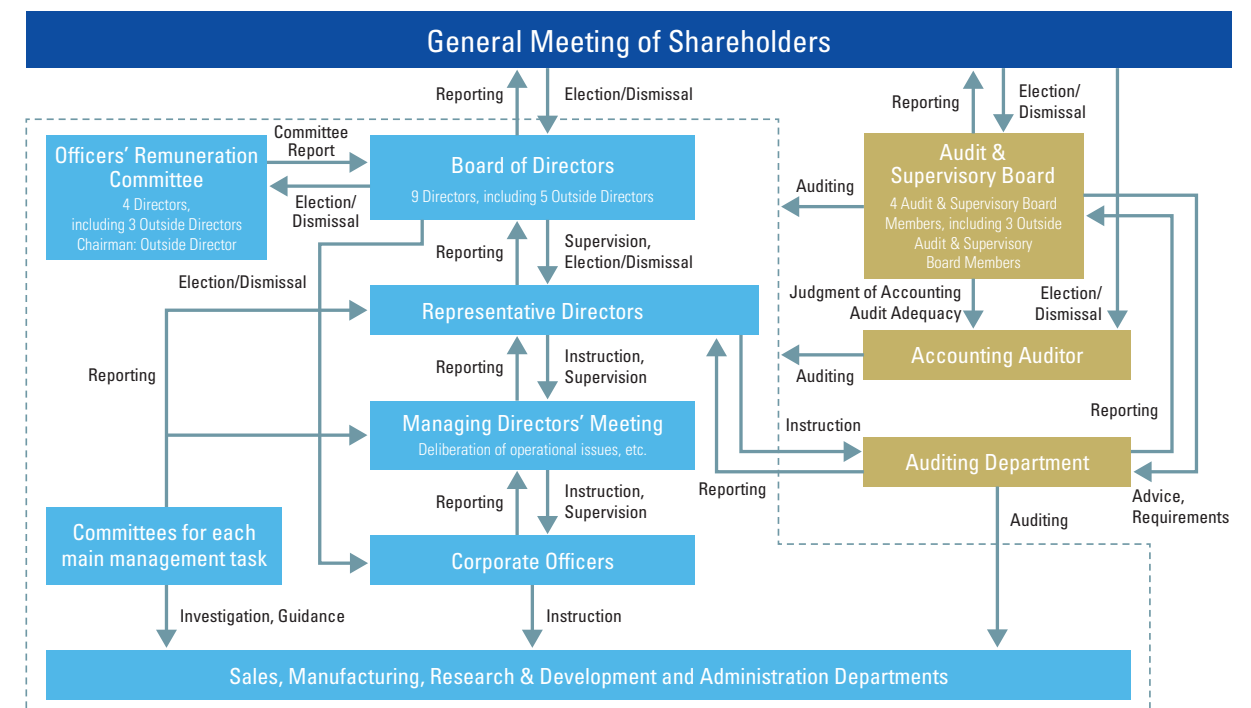 General Meeting of Shareholders
Reporting
Election/Dismissal
Reporting
Election/
Dismissal
Officers’ Remuneration
Committee
4 Directors,
including 3 Outside Directors
Chairman: Outside Director
Committee
Report
Election/
Dismissal
Board of Directors
9 Directors, including 5 Outside Directors
Auditing
Audit &
Supervisory Board
4 Audit & Supervisory Board
Members, including 3 Outside
Audit & Supervisory
Board Members
Reporting
Supervision,
Election/Dismissal
Election/Dismissal
Judgment of Accounting
Audit Adequacy
Election/
Dismissal
Representative Directors
Accounting Auditor
Auditing
Reporting
Reporting
Instruction,
Supervision
Managing Directors’ Meeting
Deliberation of operational issues, etc.
Instruction
Reporting
Auditing Department
Reporting
Instruction,
Supervision
Reporting
Advice,
Requirements
Auditing
Committees for each
main management task
Corporate Officers
Investigation, Guidance
Instruction
Sales, Manufacturing, Research & Development and Administration Departments